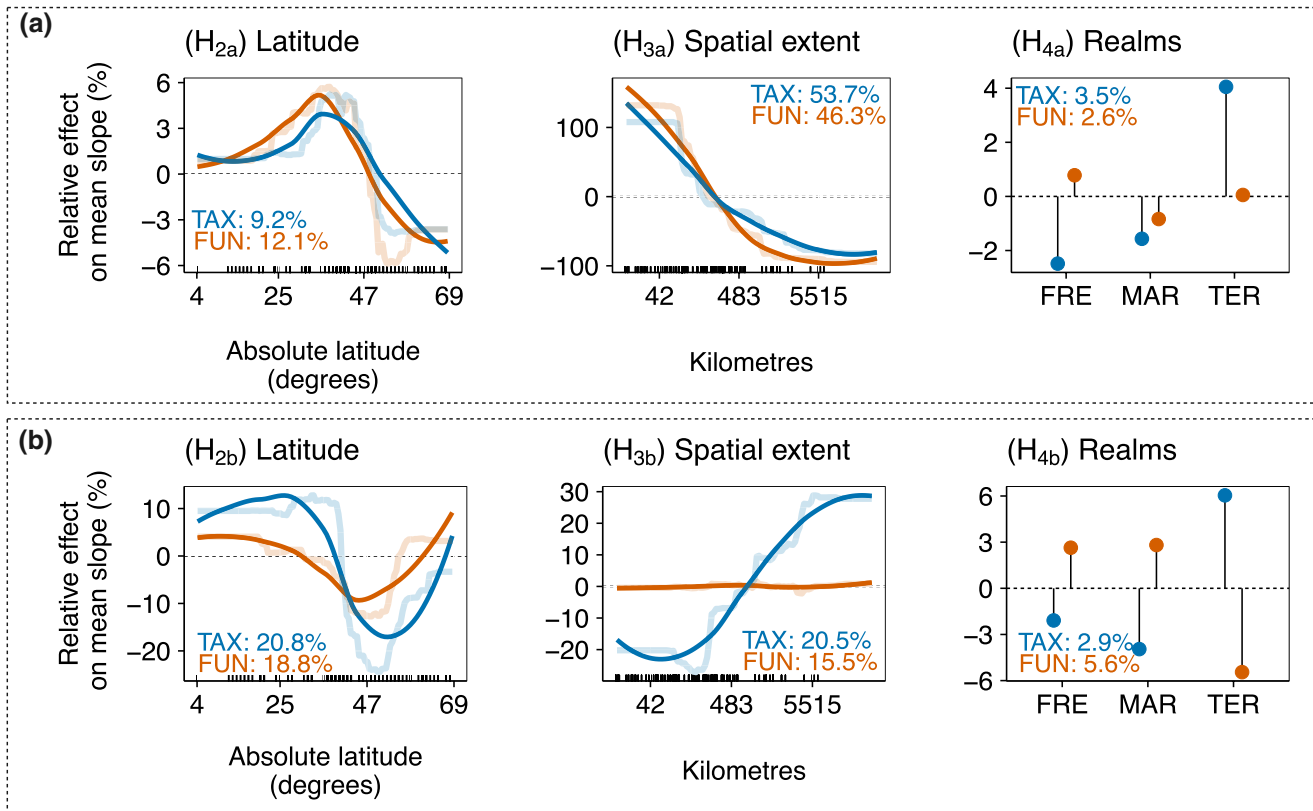 (a)
(H2a) Latitude
(H3a) Spatial extent
(H4a) Realms
Relative effect
on mean slope (%)
6
3
0
−3
−6
TAX: 9.2%
FUN: 12.1%
4
25
47
69
Absolute latitude
(degrees)
100
0
−100
TAX: 53.7%
FUN: 46.3%
42
483
5515
Kilometres
4
2
0
−2
TAX: 3.5%
FUN: 2.6%
FRE
MAR
TER
(b)
(H2b) Latitude
(H3b) Spatial extent
(H4b) Realms
Relative effect
on mean slope (%)
10
0
−10
−20
TAX: 20.8%
FUN: 18.8%
4
25
47
69
Absolute latitude
(degrees)
30
20
10
0
−10
−20
TAX: 20.5%
FUN: 15.5%
42
483
5515
Kilometres
6
3
0
−3
−6
TAX: 2.9%
FUN: 5.6%
FRE
MAR
TER